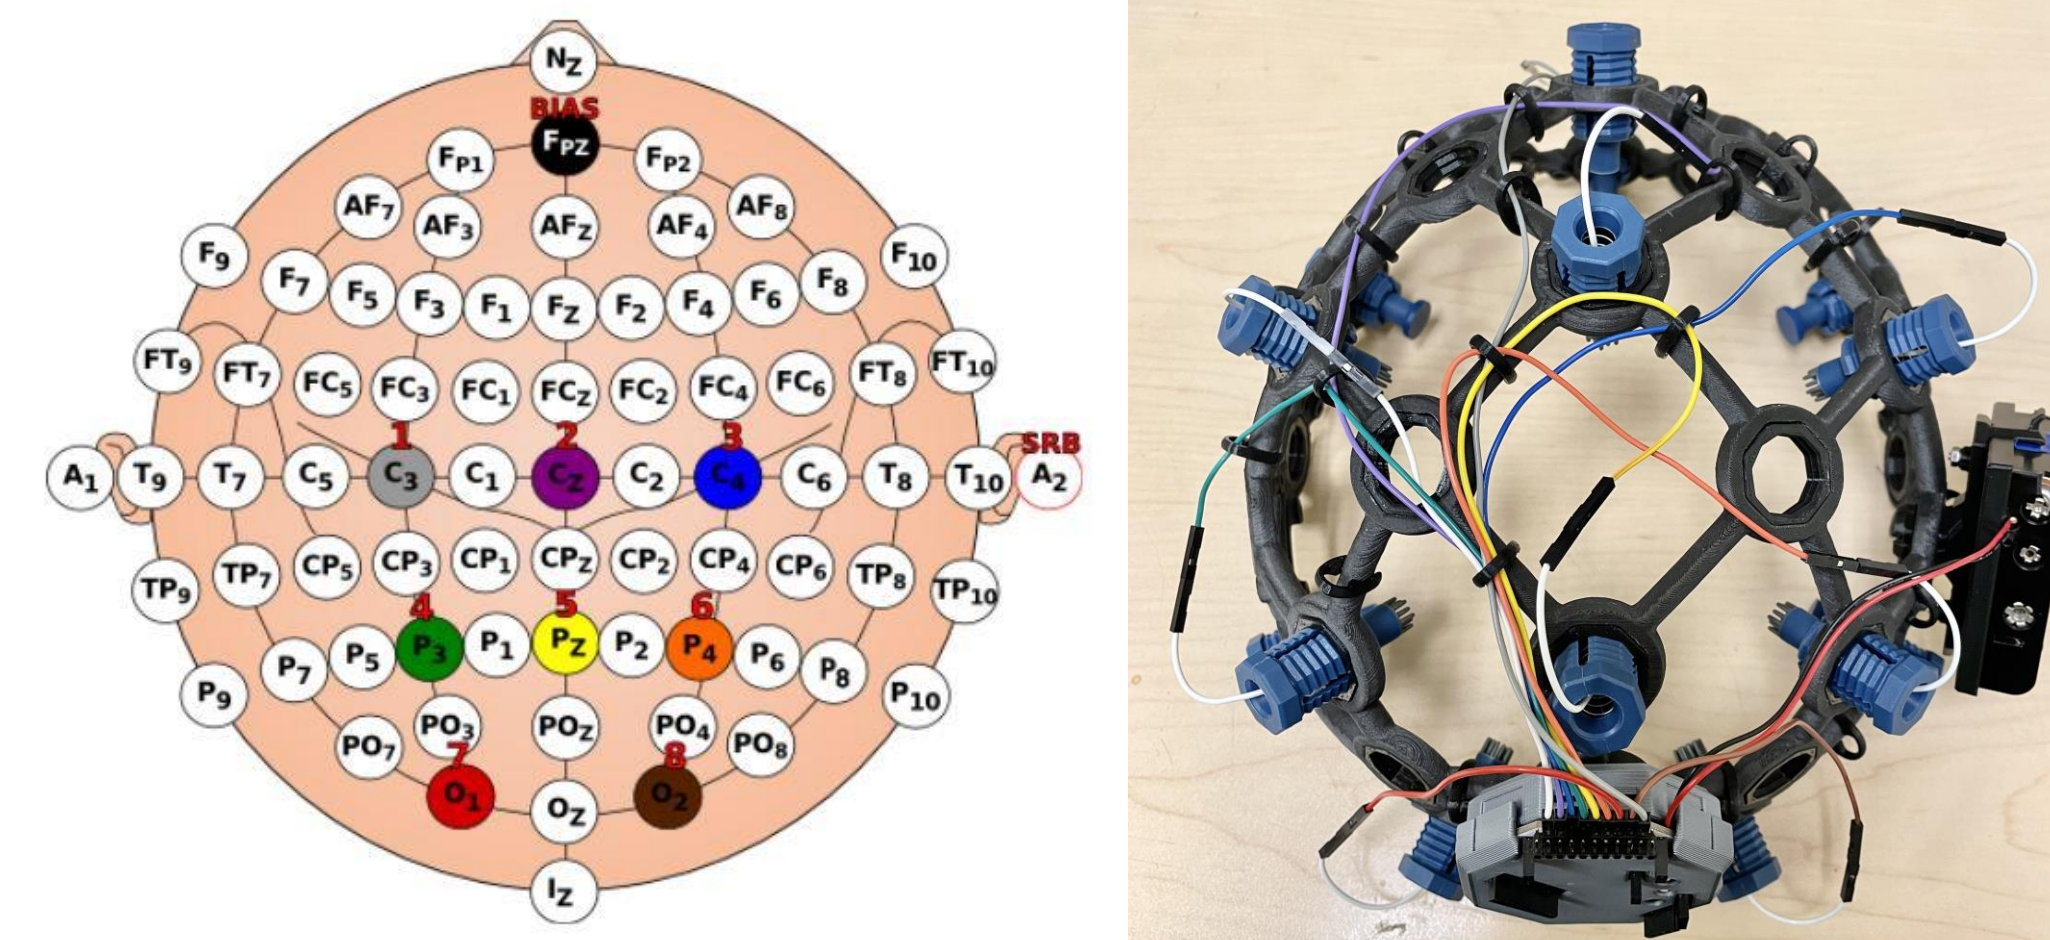 NZ
BIAS
FP1 FPZ FP2
AF7 AF3 AFZ AF4 AF8
F9 F7 F5 F3 F1 FZ F2 F4 F6 F8 F10
FT9 FT7 FC5 FC3 FC1 FCZ FC2 FC4 FC6 FT8 FT10
1 2 3 SRB
A1 T9 T7 C5 C3 C1 CZ C2 C4 C6 T8 T10 A2
TP9 TP7 CP5 CP3 CP1 CPZ CP2 CP4 CP6 TP8 TP10
4 5 6
P9 P7 P5 P3 P1 PZ P2 P4 P6 P8 P10
PO7 PO3 POZ PO4 PO8
7 8
O1 OZ O2
IZ